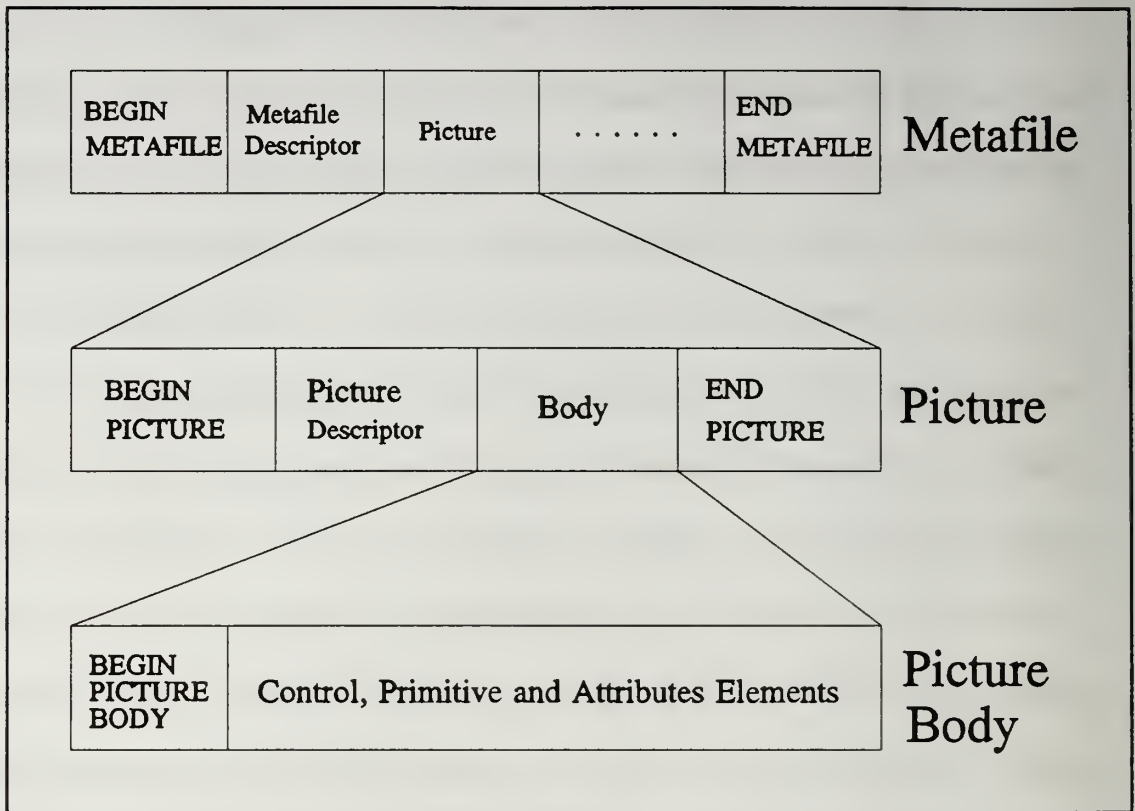 BEGIN
METAFILE
Metafile
Descriptor
Picture
. . . . . .
END
METAFILE
Metafile
BEGIN
PICTURE
Picture
Descriptor
Body
END
PICTURE
Picture
BEGIN
PICTURE
BODY
Control, Primitive and Attributes Elements
Picture
Body